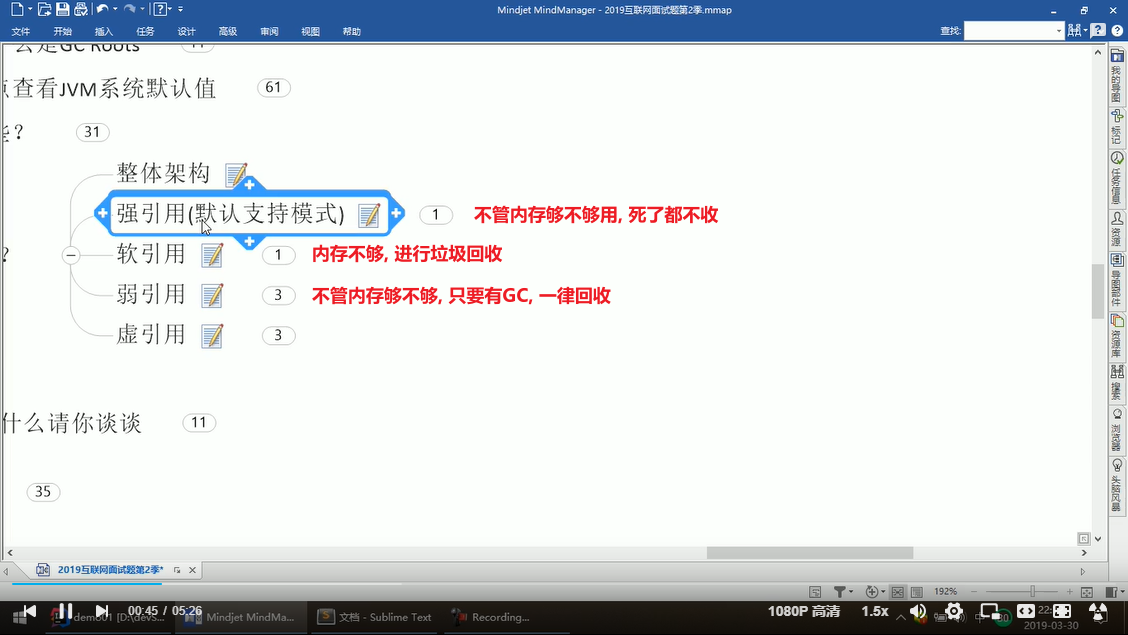 Mindjet MindManager - 2019互联网面试题第2季.mmap
文件 开始 插入 任务 设计 高级 审阅 视图 帮助 查找:
么是GC Roots
查看JVM系统默认值 61
? 31
整体架构
强引用(默认支持模式) 1 不管内存够不够用, 死了都不收
? 软引用 1 内存不够, 进行垃圾回收
弱引用 3 不管内存够不够, 只要有GC, 一律回收
虚引用 3
什么请你谈谈 11
35
我的导图
标记
任务信息
资源
导图部件
资源库
搜索
浏览器
头脑风暴
2019互联网面试题第2季*
192%
00:45 / 05:26 1080P 高清 1.5x
demo01 [D:\devS... Mindjet MindMa... 文档 - Sublime Text Recording...
2019-03-30